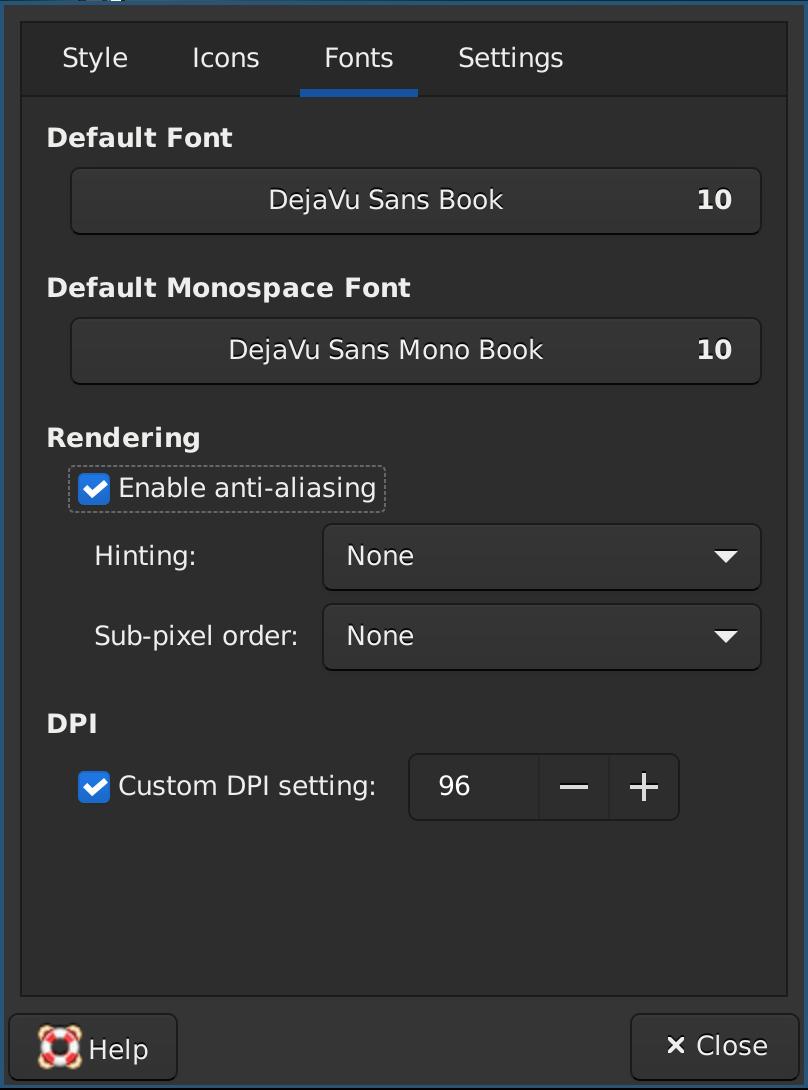 Style Icons Fonts Settings
Default Font
DejaVu Sans Book 10
Default Monospace Font
DejaVu Sans Mono Book 10
Rendering
Enable anti-aliasing
Hinting: None
Sub-pixel order: None
DPI
Custom DPI setting: 96
Help Close